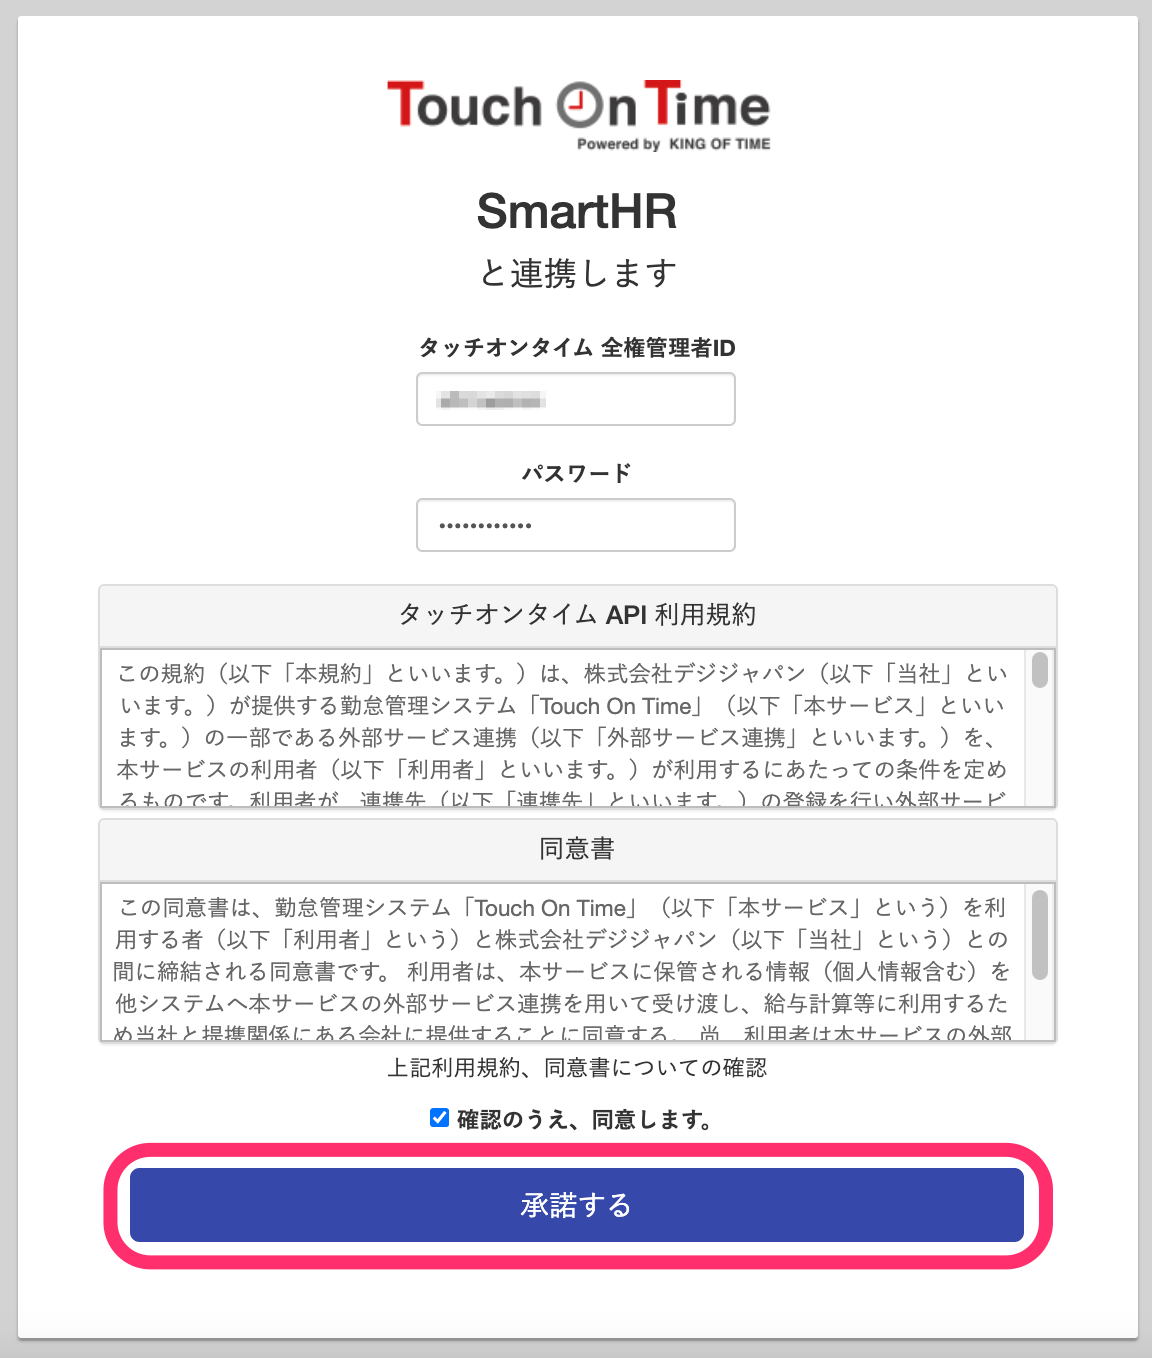 Touch On Time
Powered by KING OF TIME
SmartHR
と連携します
タッチオンタイム 全権管理者ID
パスワード
••••••••••••
タッチオンタイム API 利用規約
この規約（以下「本規約」といいます。）は、株式会社デジジャパン（以下「当社」とい
います。）が提供する勤怠管理システム「Touch On Time」（以下「本サービス」といい
ます。）の一部である外部サービス連携（以下「外部サービス連携」といいます。）を、
本サービスの利用者（以下「利用者」といいます。）が利用するにあたっての条件を定め
るものです。利用者が、連携先（以下「連携先」といいます。）の登録を行い外部サービ
同意書
この同意書は、勤怠管理システム「Touch On Time」（以下「本サービス」という）を利
用する者（以下「利用者」という）と株式会社デジジャパン（以下「当社」という）との
間に締結される同意書です。 利用者は、本サービスに保管される情報（個人情報含む）を
他システムへ本サービスの外部サービス連携を用いて受け渡し、給与計算等に利用するた
め当社と提携関係にある会社に提供することに同意する。 尚、利用者は本サービスの外部
上記利用規約、同意書についての確認
確認のうえ、同意します。
承諾する